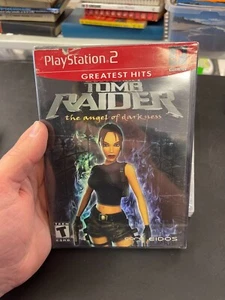 PlayStation 2
GREATEST HITS
TOMB
RAIDER
the angel of darkness
T
TEEN
EIDOS